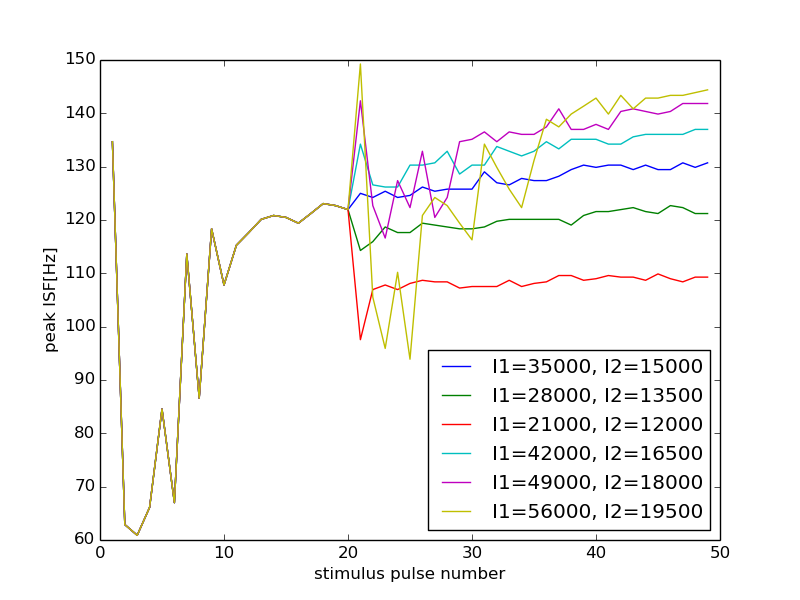 150
140
130
120
110
100
90
80
70
60
peak ISF[Hz]
I1=35000, I2=15000
I1=28000, I2=13500
I1=21000, I2=12000
I1=42000, I2=16500
I1=49000, I2=18000
I1=56000, I2=19500
0 10 20 30 40 50
stimulus pulse number